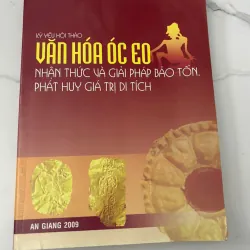 KỶ YẾU HỘI THẢO
VĂN HÓA ÓC EO
NHẬN THỨC VÀ GIẢI PHÁP BẢO TỒN,
PHÁT HUY GIÁ TRỊ DI TÍCH
AN GIANG 2009